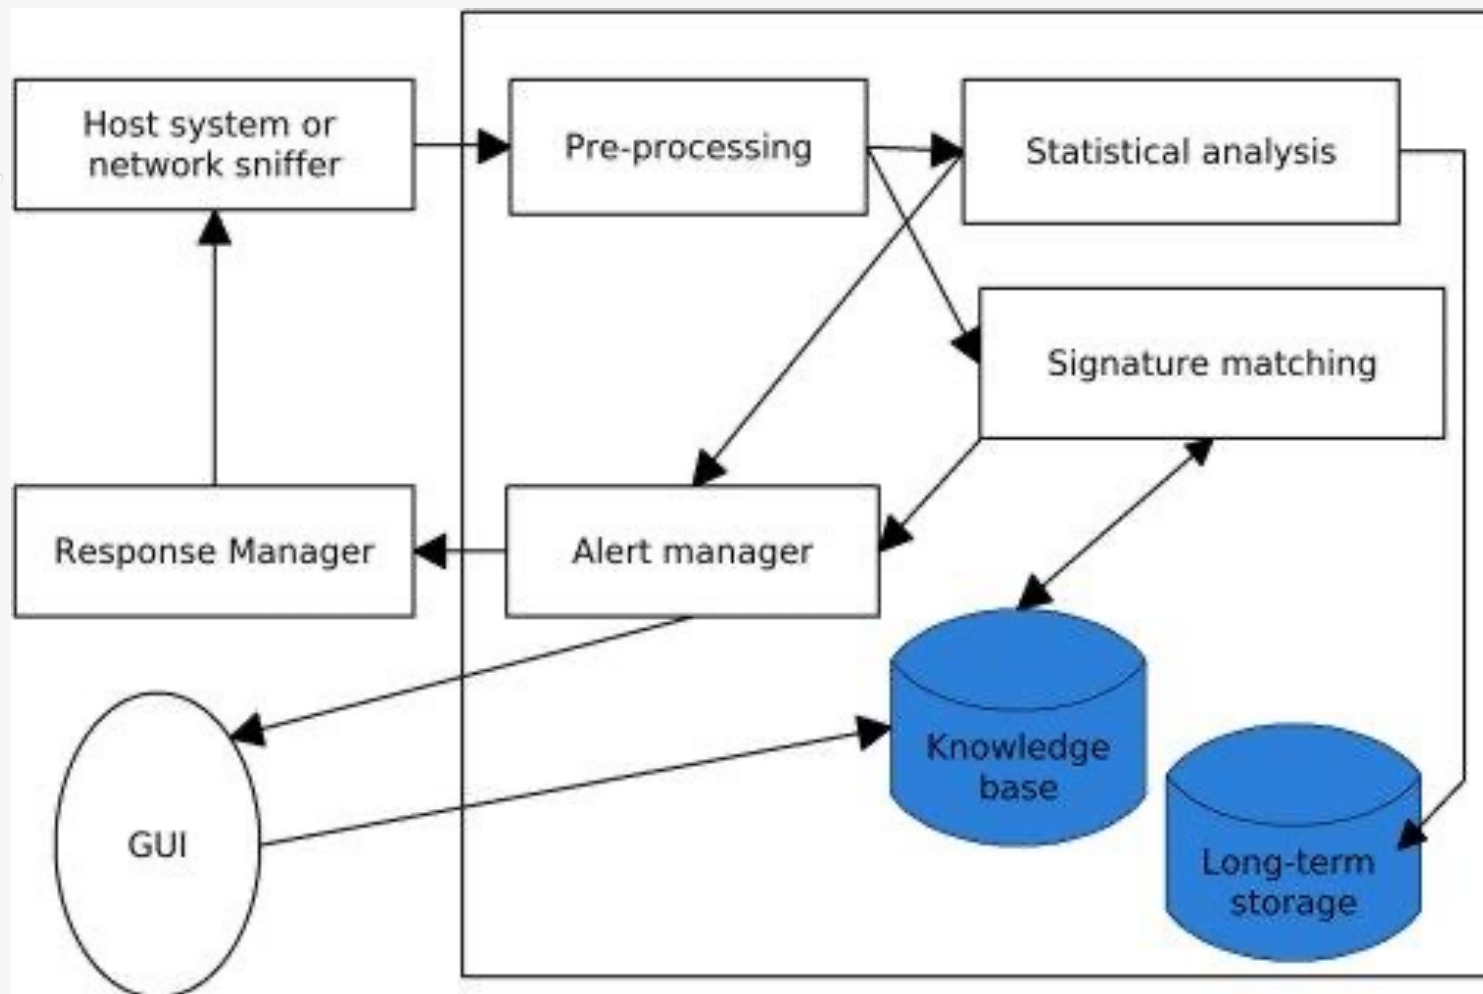 Host system or
network sniffer
Pre-processing
Statistical analysis
Signature matching
Response Manager
Alert manager
Knowledge
base
GUI
Long-term
storage